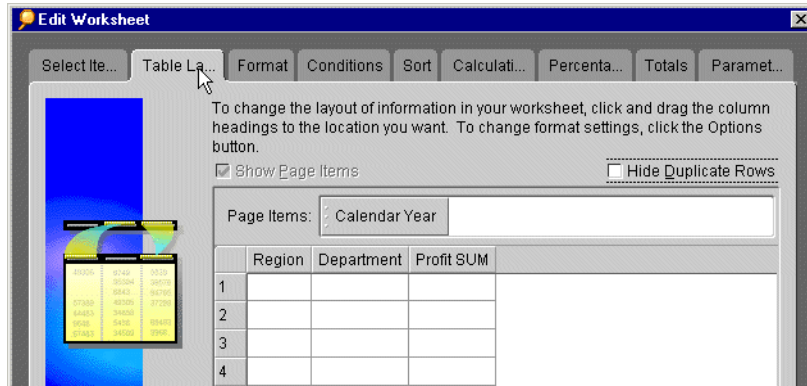 Edit Worksheet
Select Ite... Table La... Format Conditions Sort Calculati... Percenta... Totals Paramet...
To change the layout of information in your worksheet, click and drag the column
headings to the location you want. To change format settings, click the Options
button.
Show Page Items Hide Duplicate Rows
Page Items: Calendar Year
Region Department Profit SUM
1
2
3
4